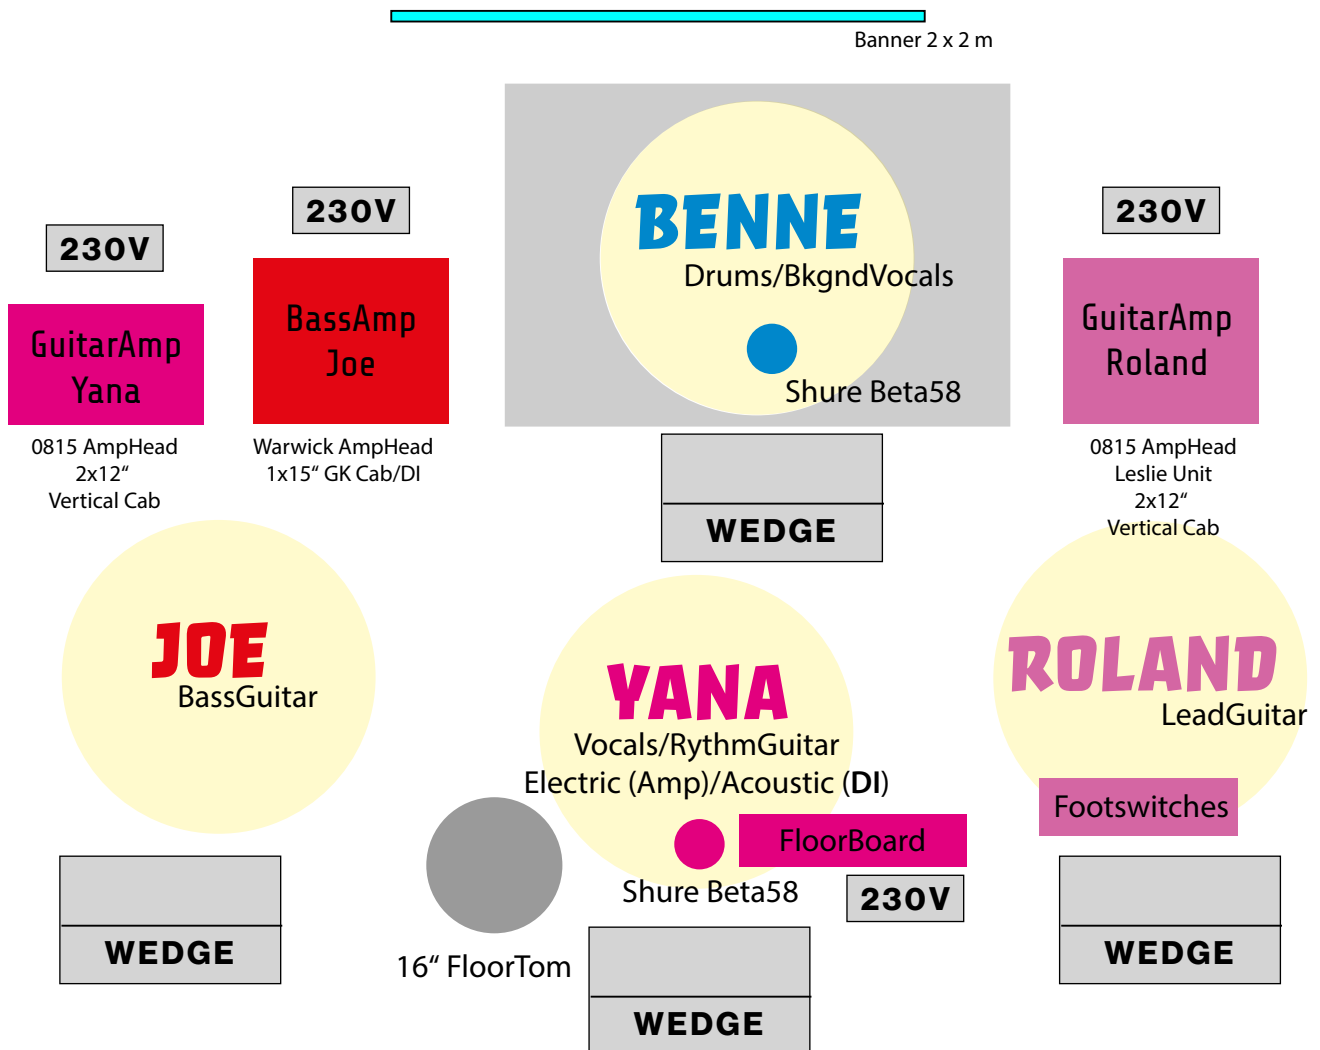 Banner 2 x 2 m
230V
230V
230V
BENNE
Drums/BkgndVocals
Shure Beta58
GuitarAmp
Yana
0815 AmpHead
2x12“
Vertical Cab
BassAmp
Joe
Warwick AmpHead
1x15“ GK Cab/DI
GuitarAmp
Roland
0815 AmpHead
Leslie Unit
2x12“
Vertical Cab
WEDGE
JOE
BassGuitar
YANA
Vocals/RythmGuitar
Electric (Amp)/Acoustic (DI)
ROLAND
LeadGuitar
Footswitches
FloorBoard
Shure Beta58
230V
16“ FloorTom
WEDGE
WEDGE
WEDGE